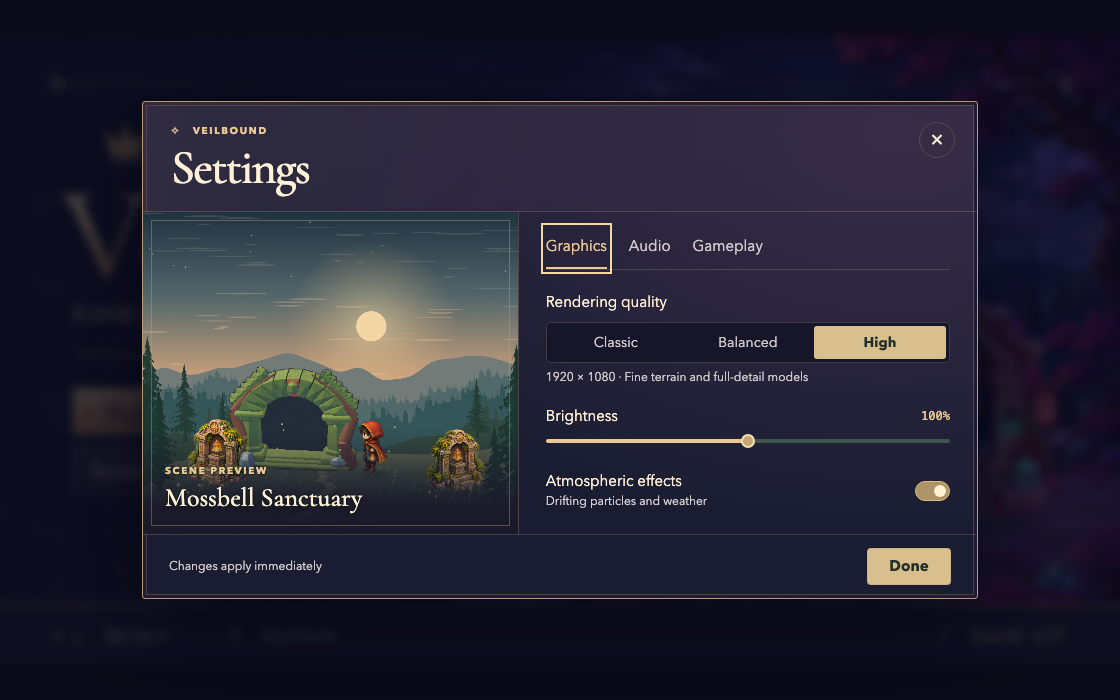 VEILBOUND
Settings
SCENE PREVIEW
Mossbell Sanctuary
Graphics Audio Gameplay
Rendering quality
Classic Balanced High
1920 × 1080 · Fine terrain and full-detail models
Brightness 100%
Atmospheric effects
Drifting particles and weather
Changes apply immediately
Done